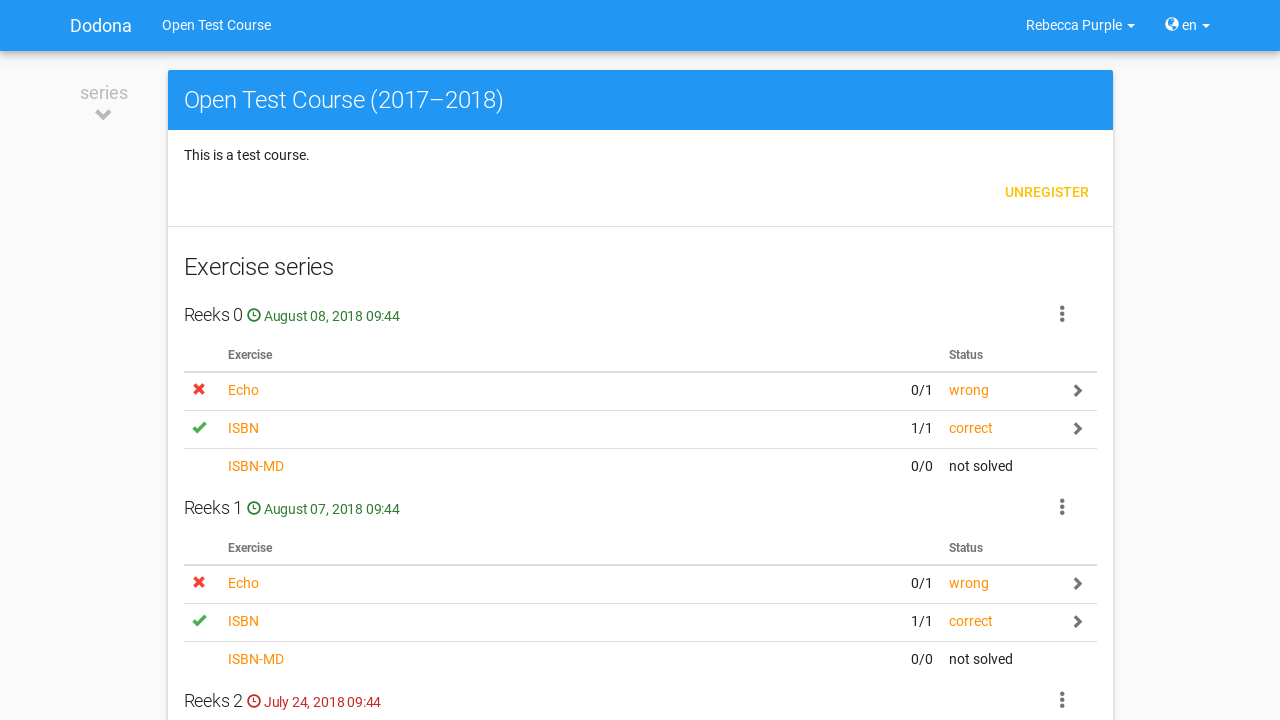 Dodona Open Test Course Rebecca Purple en
series
Open Test Course (2017–2018)
This is a test course.
UNREGISTER
Exercise series
Reeks 0 August 08, 2018 09:44
Exercise Status
Echo 0/1 wrong
ISBN 1/1 correct
ISBN-MD 0/0 not solved
Reeks 1 August 07, 2018 09:44
Exercise Status
Echo 0/1 wrong
ISBN 1/1 correct
ISBN-MD 0/0 not solved
Reeks 2 July 24, 2018 09:44